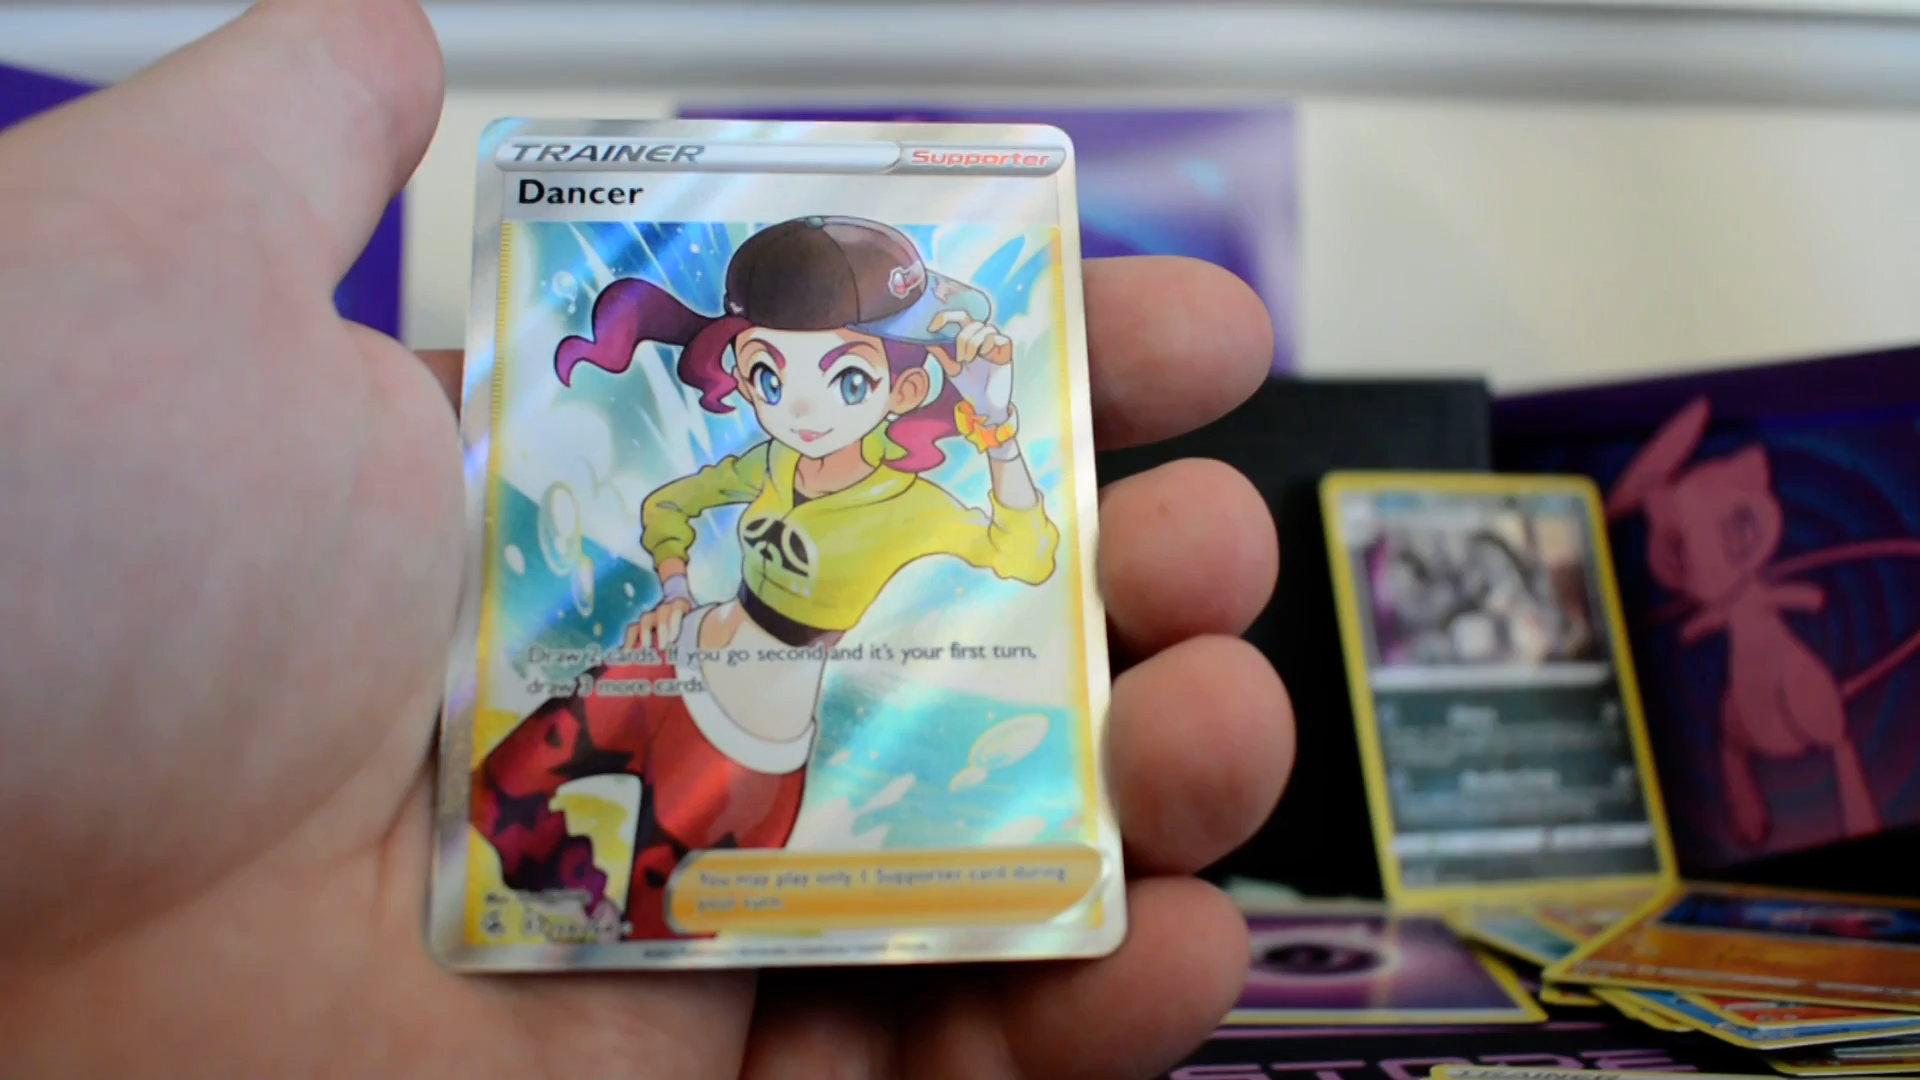 TRAINER
Supporter
Dancer
Draw 2 cards. If you go second and it's your first turn,
draw 3 more cards.
You may play only 1 Supporter card during
your turn.
TRAINER